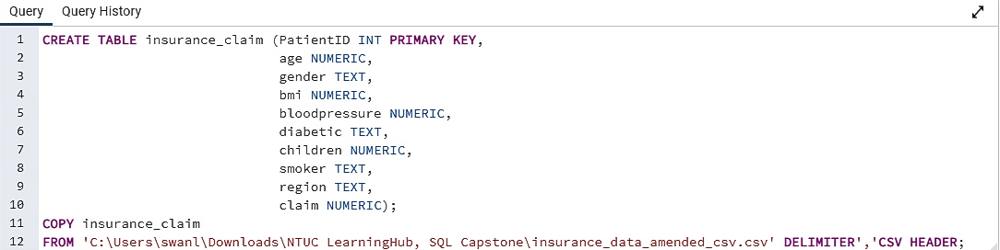 Query Query History
1 CREATE TABLE insurance_claim (PatientID INT PRIMARY KEY,
2 age NUMERIC,
3 gender TEXT,
4 bmi NUMERIC,
5 bloodpressure NUMERIC,
6 diabetic TEXT,
7 children NUMERIC,
8 smoker TEXT,
9 region TEXT,
10 claim NUMERIC);
11 COPY insurance_claim
12 FROM 'C:\Users\swanl\Downloads\NTUC LearningHub, SQL Capstone\insurance_data_amended_csv.csv' DELIMITER','CSV HEADER;